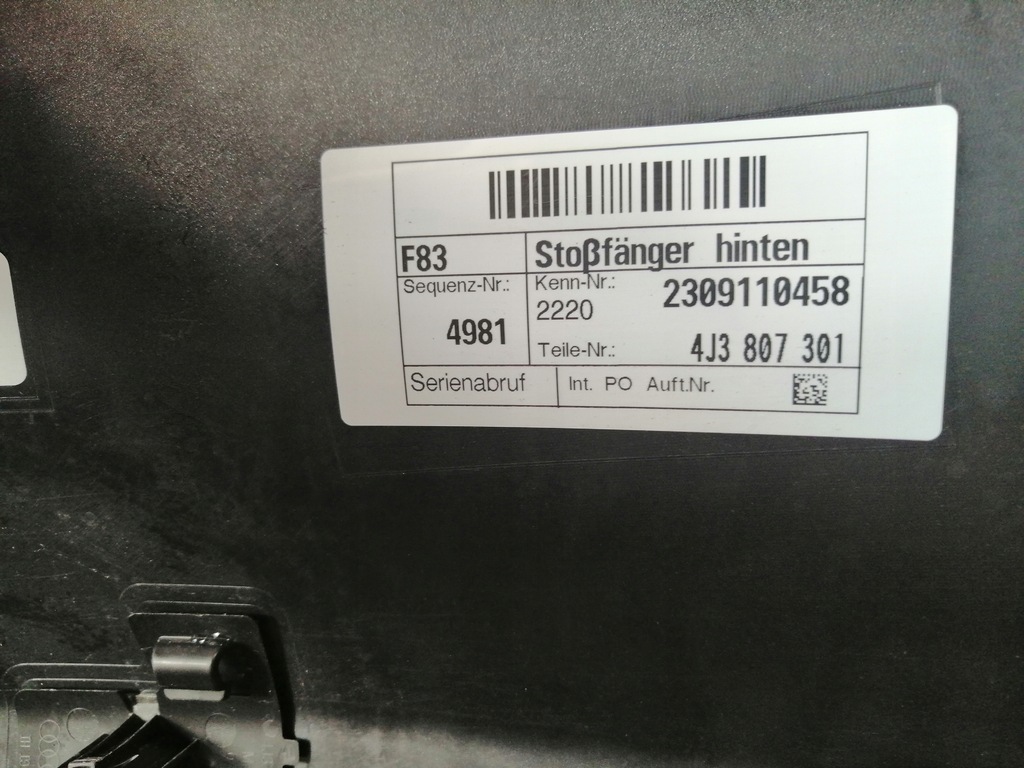 F83 Stoßfänger hinten
Sequenz-Nr.: Kenn-Nr.: 2309110458
2220
4981
Teile-Nr.: 4J3 807 301
Serienabruf Int. PO Auft.Nr.